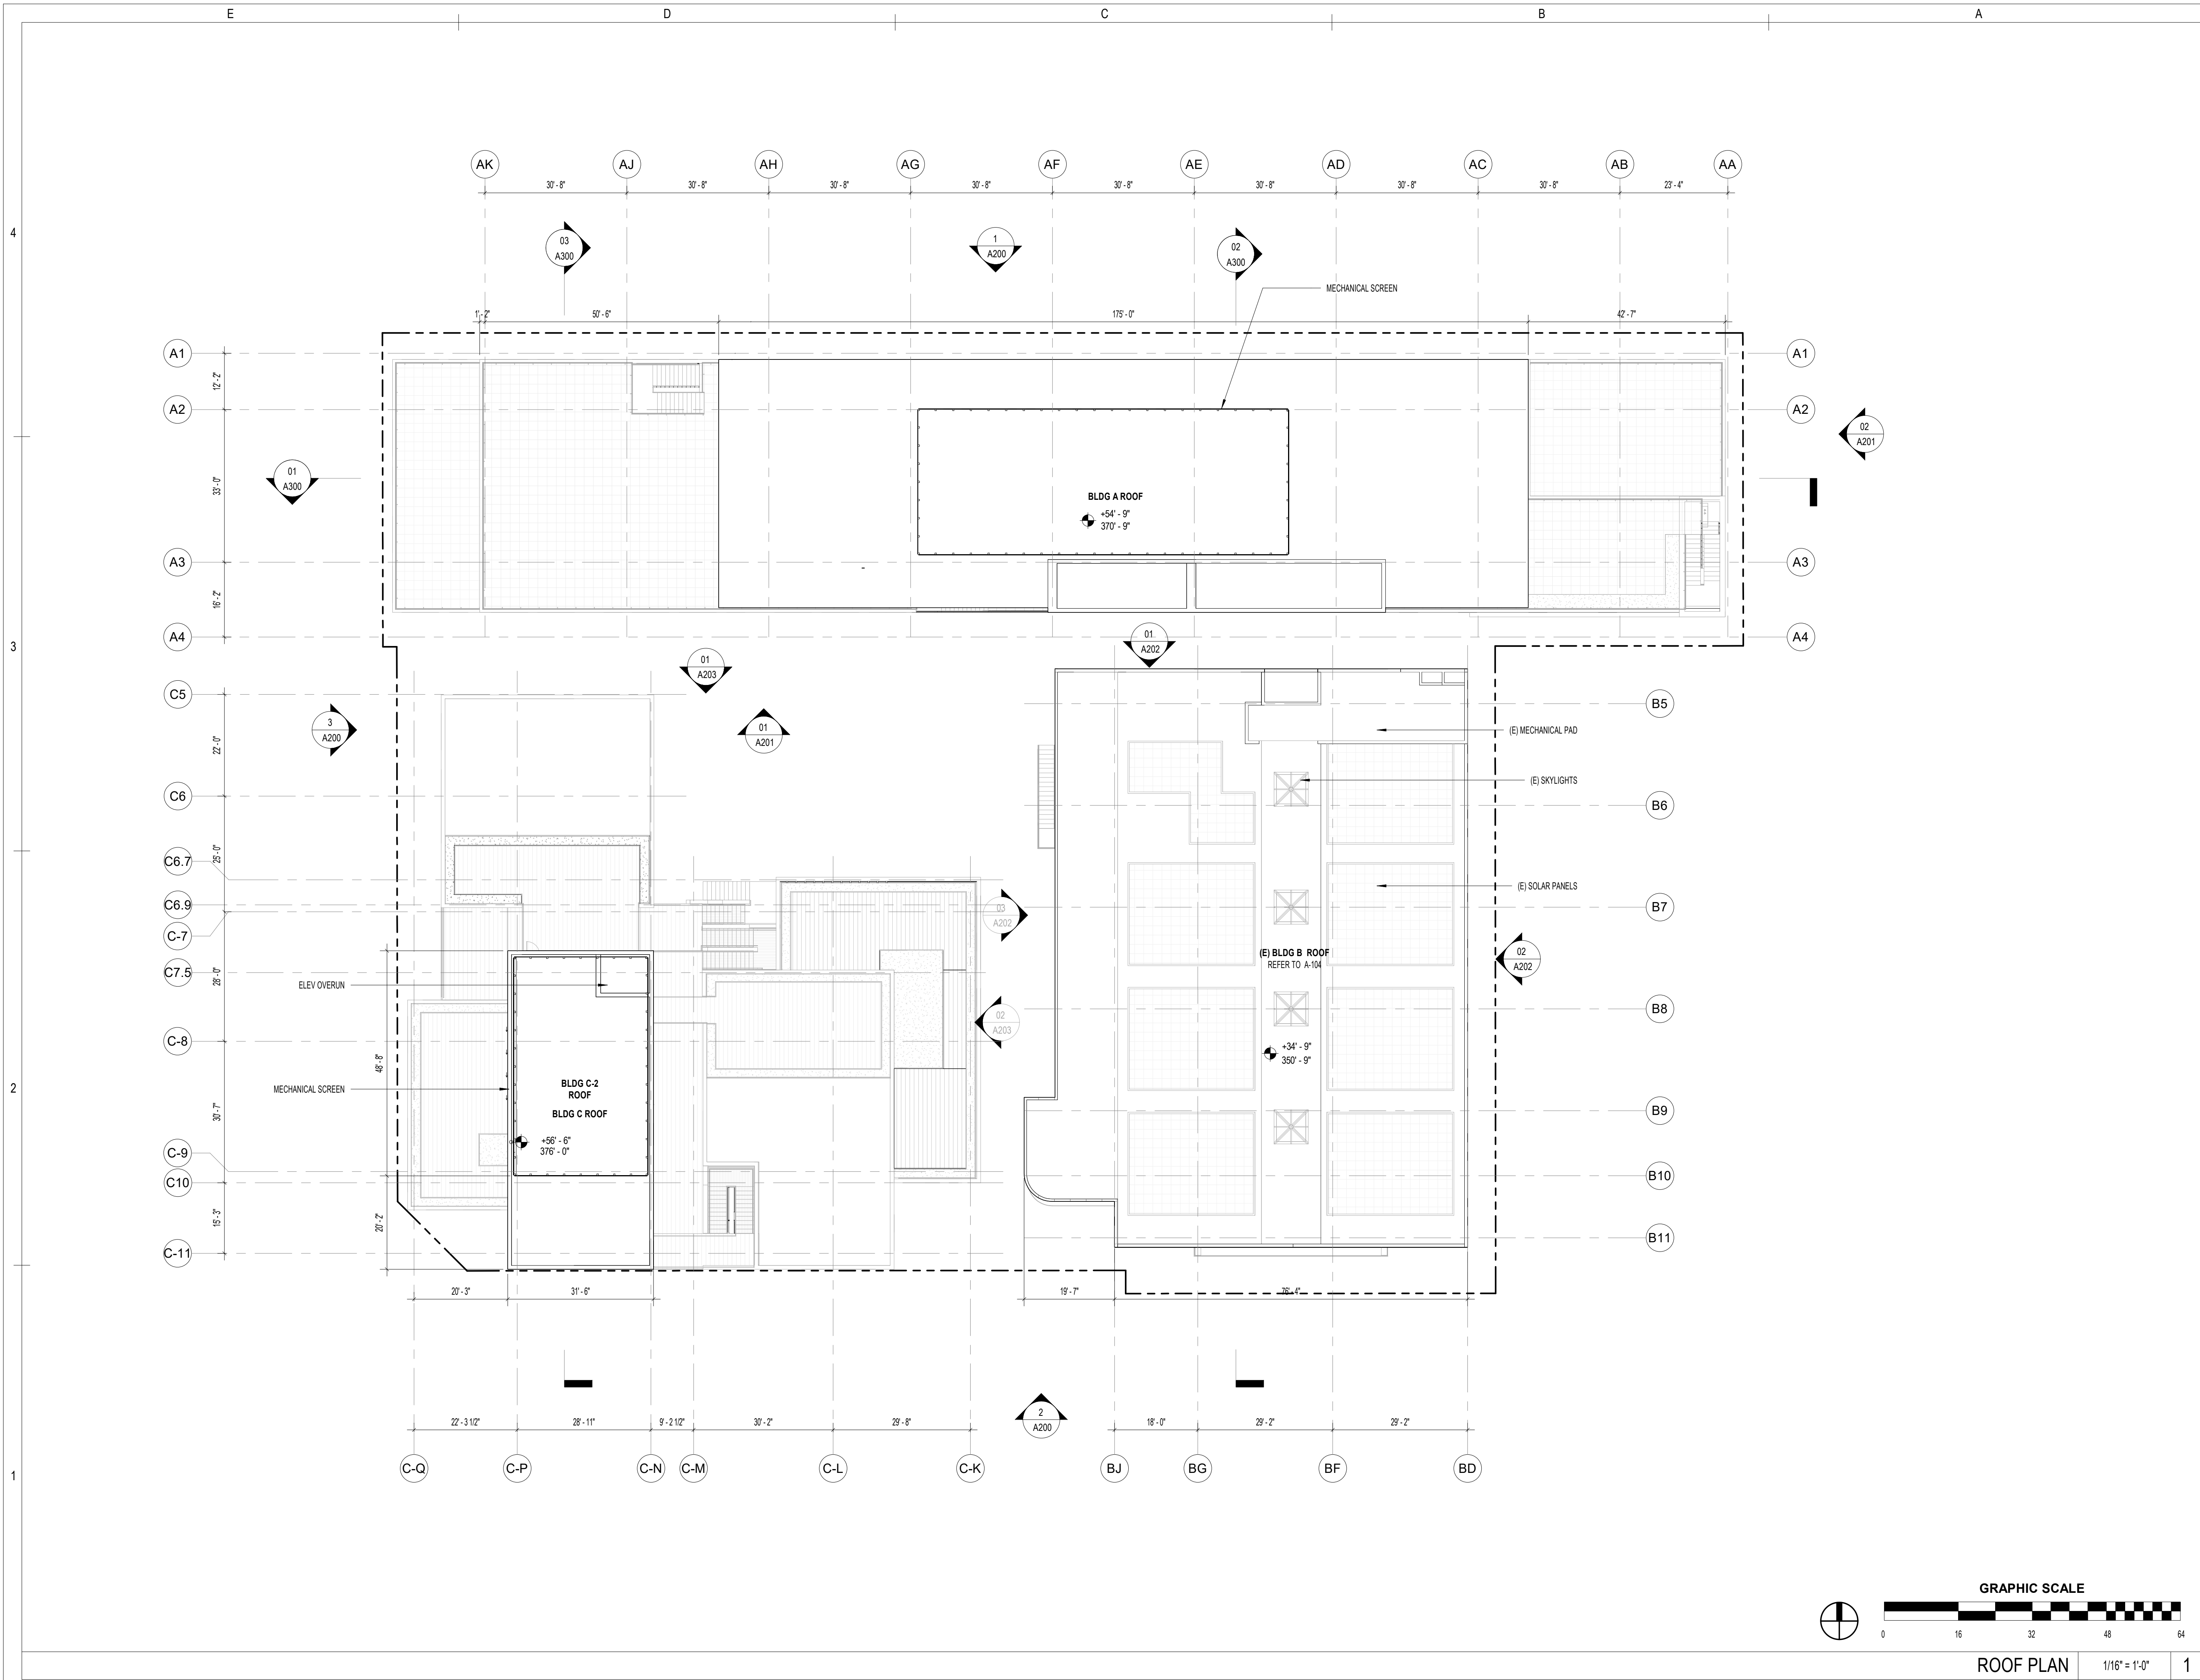 E D C B A
AK AJ AH AG AF AE AD AC AB AA
30' - 8" 30' - 8" 30' - 8" 30' - 8" 30' - 8" 30' - 8" 30' - 8" 30' - 8" 23' - 4"
4
03
A300
1
A200
02
A300
MECHANICAL SCREEN
1' - 2" 50' - 6" 175' - 0" 42' - 7"
A1 A1
12' - 2"
A2 A2
02
A201
01
A300
33' - 0"
BLDG A ROOF
+54' - 9"
370' - 9"
A3 A3
16' - 2"
A4 A4
3
01
A202
01
A203
C5
B5
3
A200
01
A201
22' - 0"
(E) MECHANICAL PAD
(E) SKYLIGHTS
C6
B6
25' - 0"
C6.7
(E) SOLAR PANELS
C6.9
B7
03
A202
C-7
(E) BLDG B ROOF
REFER TO A-104
02
A202
C7.5
28' - 0"
ELEV OVERUN
B8
02
A203
C-8
+34' - 9"
350' - 9"
48' - 8"
2
MECHANICAL SCREEN
BLDG C-2
ROOF
BLDG C ROOF
30' - 7"
B9
+56' - 6"
376' - 0"
C-9
C10
B10
15' - 3"
20' - 2"
B11
C-11
20' - 3" 31' - 6" 19' - 7" 76' - 4"
2
A200
22' - 3 1/2" 28' - 11" 9' - 2 1/2" 30' - 2" 29' - 8" 18' - 0" 29' - 2" 29' - 2"
C-Q C-P C-N C-M C-L C-K BJ BG BF BD
1
GRAPHIC SCALE
0 16 32 48 64
ROOF PLAN 1/16" = 1'-0" 1